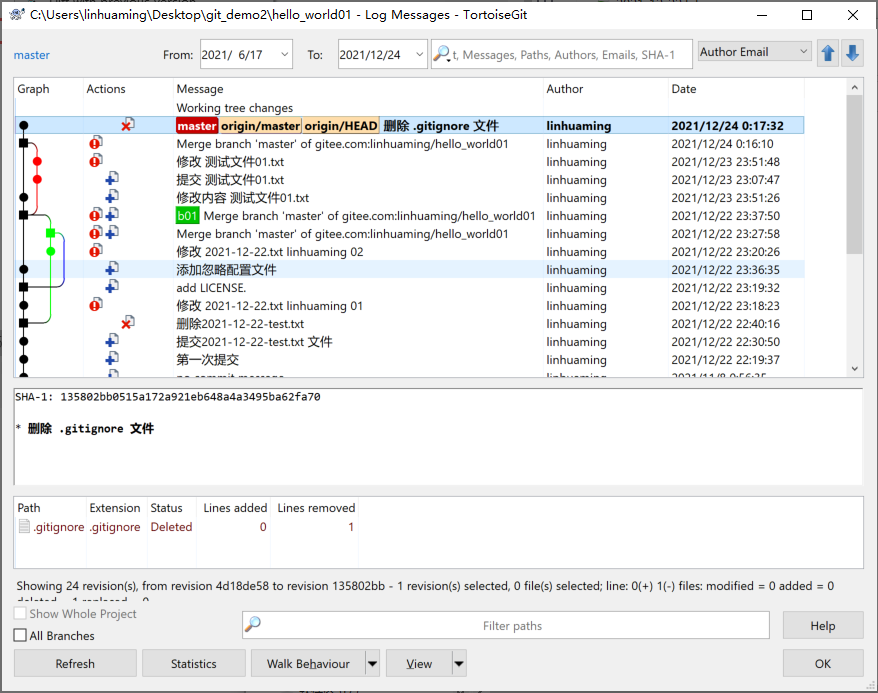 C:\Users\linhuaming\Desktop\git_demo2\hello_world01 - Log Messages - TortoiseGit
master From: 2021/ 6/17 To: 2021/12/24 t, Messages, Paths, Authors, Emails, SHA-1 Author Email
Graph Actions Message Author Date
Working tree changes
master origin/master origin/HEAD 删除 .gitignore 文件 linhuaming 2021/12/24 0:17:32
Merge branch 'master' of gitee.com:linhuaming/hello_world01 linhuaming 2021/12/24 0:16:10
修改 测试文件01.txt linhuaming 2021/12/23 23:51:48
提交 测试文件01.txt linhuaming 2021/12/23 23:07:47
修改内容 测试文件01.txt linhuaming 2021/12/23 23:51:26
b01 Merge branch 'master' of gitee.com:linhuaming/hello_world01 linhuaming 2021/12/22 23:37:50
Merge branch 'master' of gitee.com:linhuaming/hello_world01 linhuaming 2021/12/22 23:27:58
修改 2021-12-22.txt linhuaming 02 linhuaming 2021/12/22 23:20:26
添加忽略配置文件 linhuaming 2021/12/22 23:36:35
add LICENSE. linhuaming 2021/12/22 23:19:32
修改 2021-12-22.txt linhuaming 01 linhuaming 2021/12/22 23:18:23
删除2021-12-22-test.txt linhuaming 2021/12/22 22:40:16
提交2021-12-22-test.txt 文件 linhuaming 2021/12/22 22:30:50
第一次提交 linhuaming 2021/12/22 22:19:37
no commit message linhuaming 2021/11/8 0:56:35
SHA-1: 135802bb0515a172a921eb648a4a3495ba62fa70
* 删除 .gitignore 文件
Path Extension Status Lines added Lines removed
.gitignore .gitignore Deleted 0 1
Showing 24 revision(s), from revision 4d18de58 to revision 135802bb - 1 revision(s) selected, 0 file(s) selected; line: 0(+) 1(-) files: modified = 0 added = 0
deleted = 1 replaced = 0
Show Whole Project
All Branches
Filter paths
Help
Refresh Statistics Walk Behaviour View OK